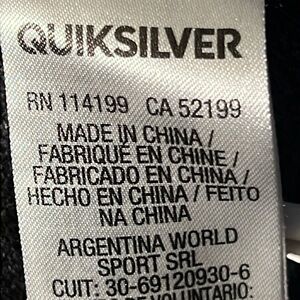 QUIKSILVER
RN 114199 CA 52199
MADE IN CHINA /
FABRIQUÉ EN CHINE /
FABRICADO EN CHINA /
HECHO EN CHINA / FEITO
NA CHINA
ARGENTINA WORLD
SPORT SRL
CUIT: 30-69120930-6
VOLUNTARIO: